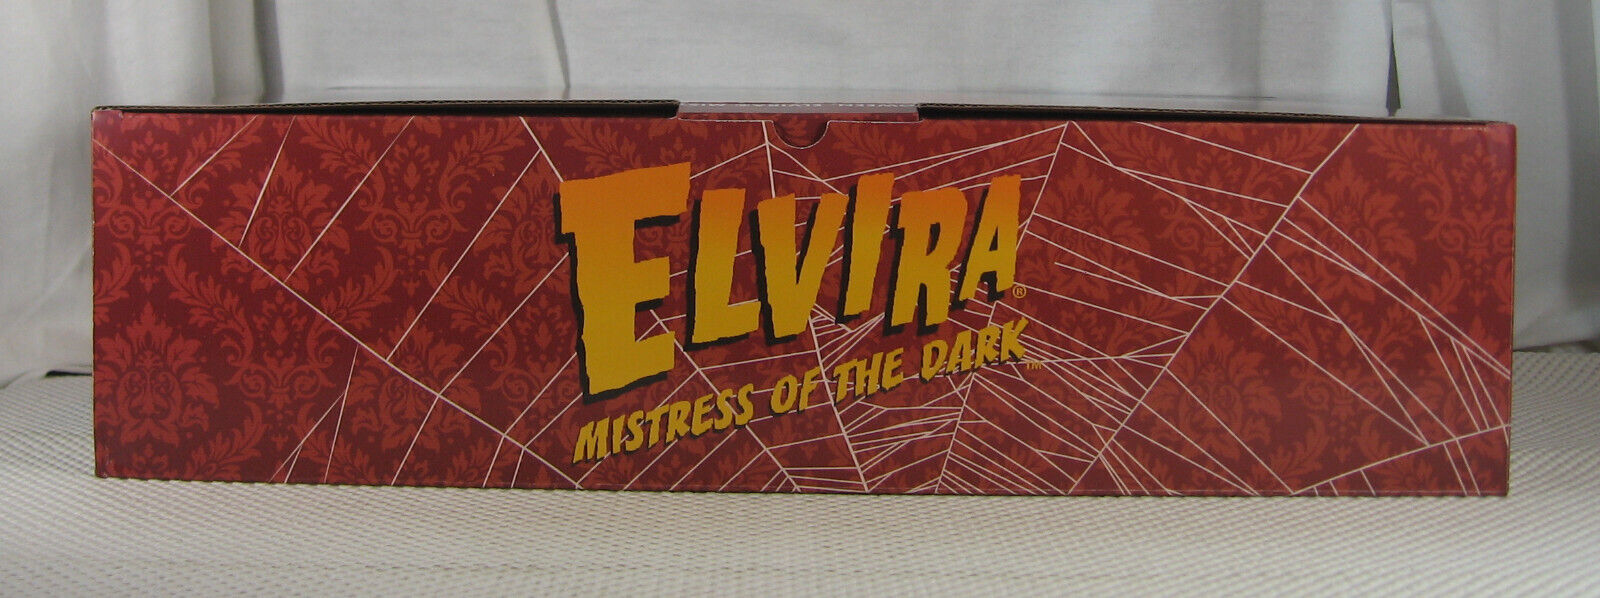 ELVIRA®
MISTRESS OF THE DARK™